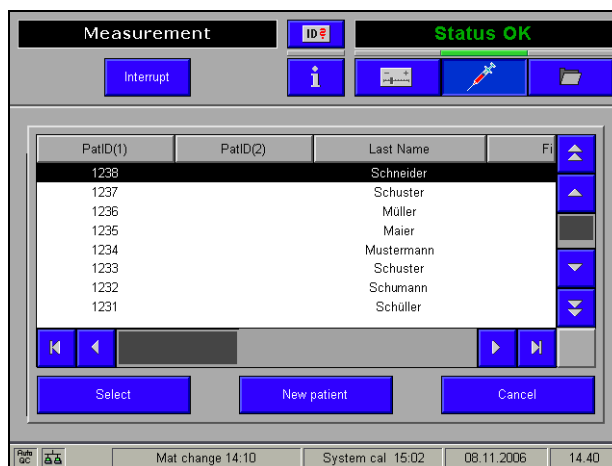 Measurement
ID
Status OK
Interrupt
i
PatID(1) PatID(2) Last Name Fi
1238 Schneider
1237 Schuster
1236 Müller
1235 Maier
1234 Mustermann
1233 Schuster
1232 Schumann
1231 Schüller
Select New patient Cancel
Auto QC Mat change 14:10 System cal 15:02 08.11.2006 14.40